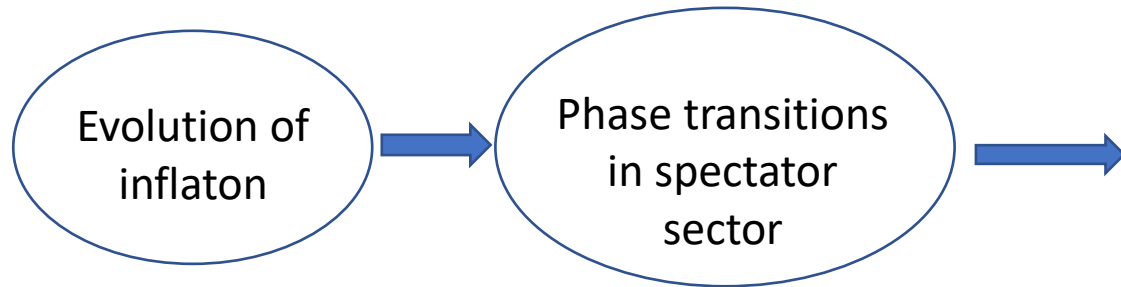 Evolution of
inflaton
Phase transitions
in spectator
sector